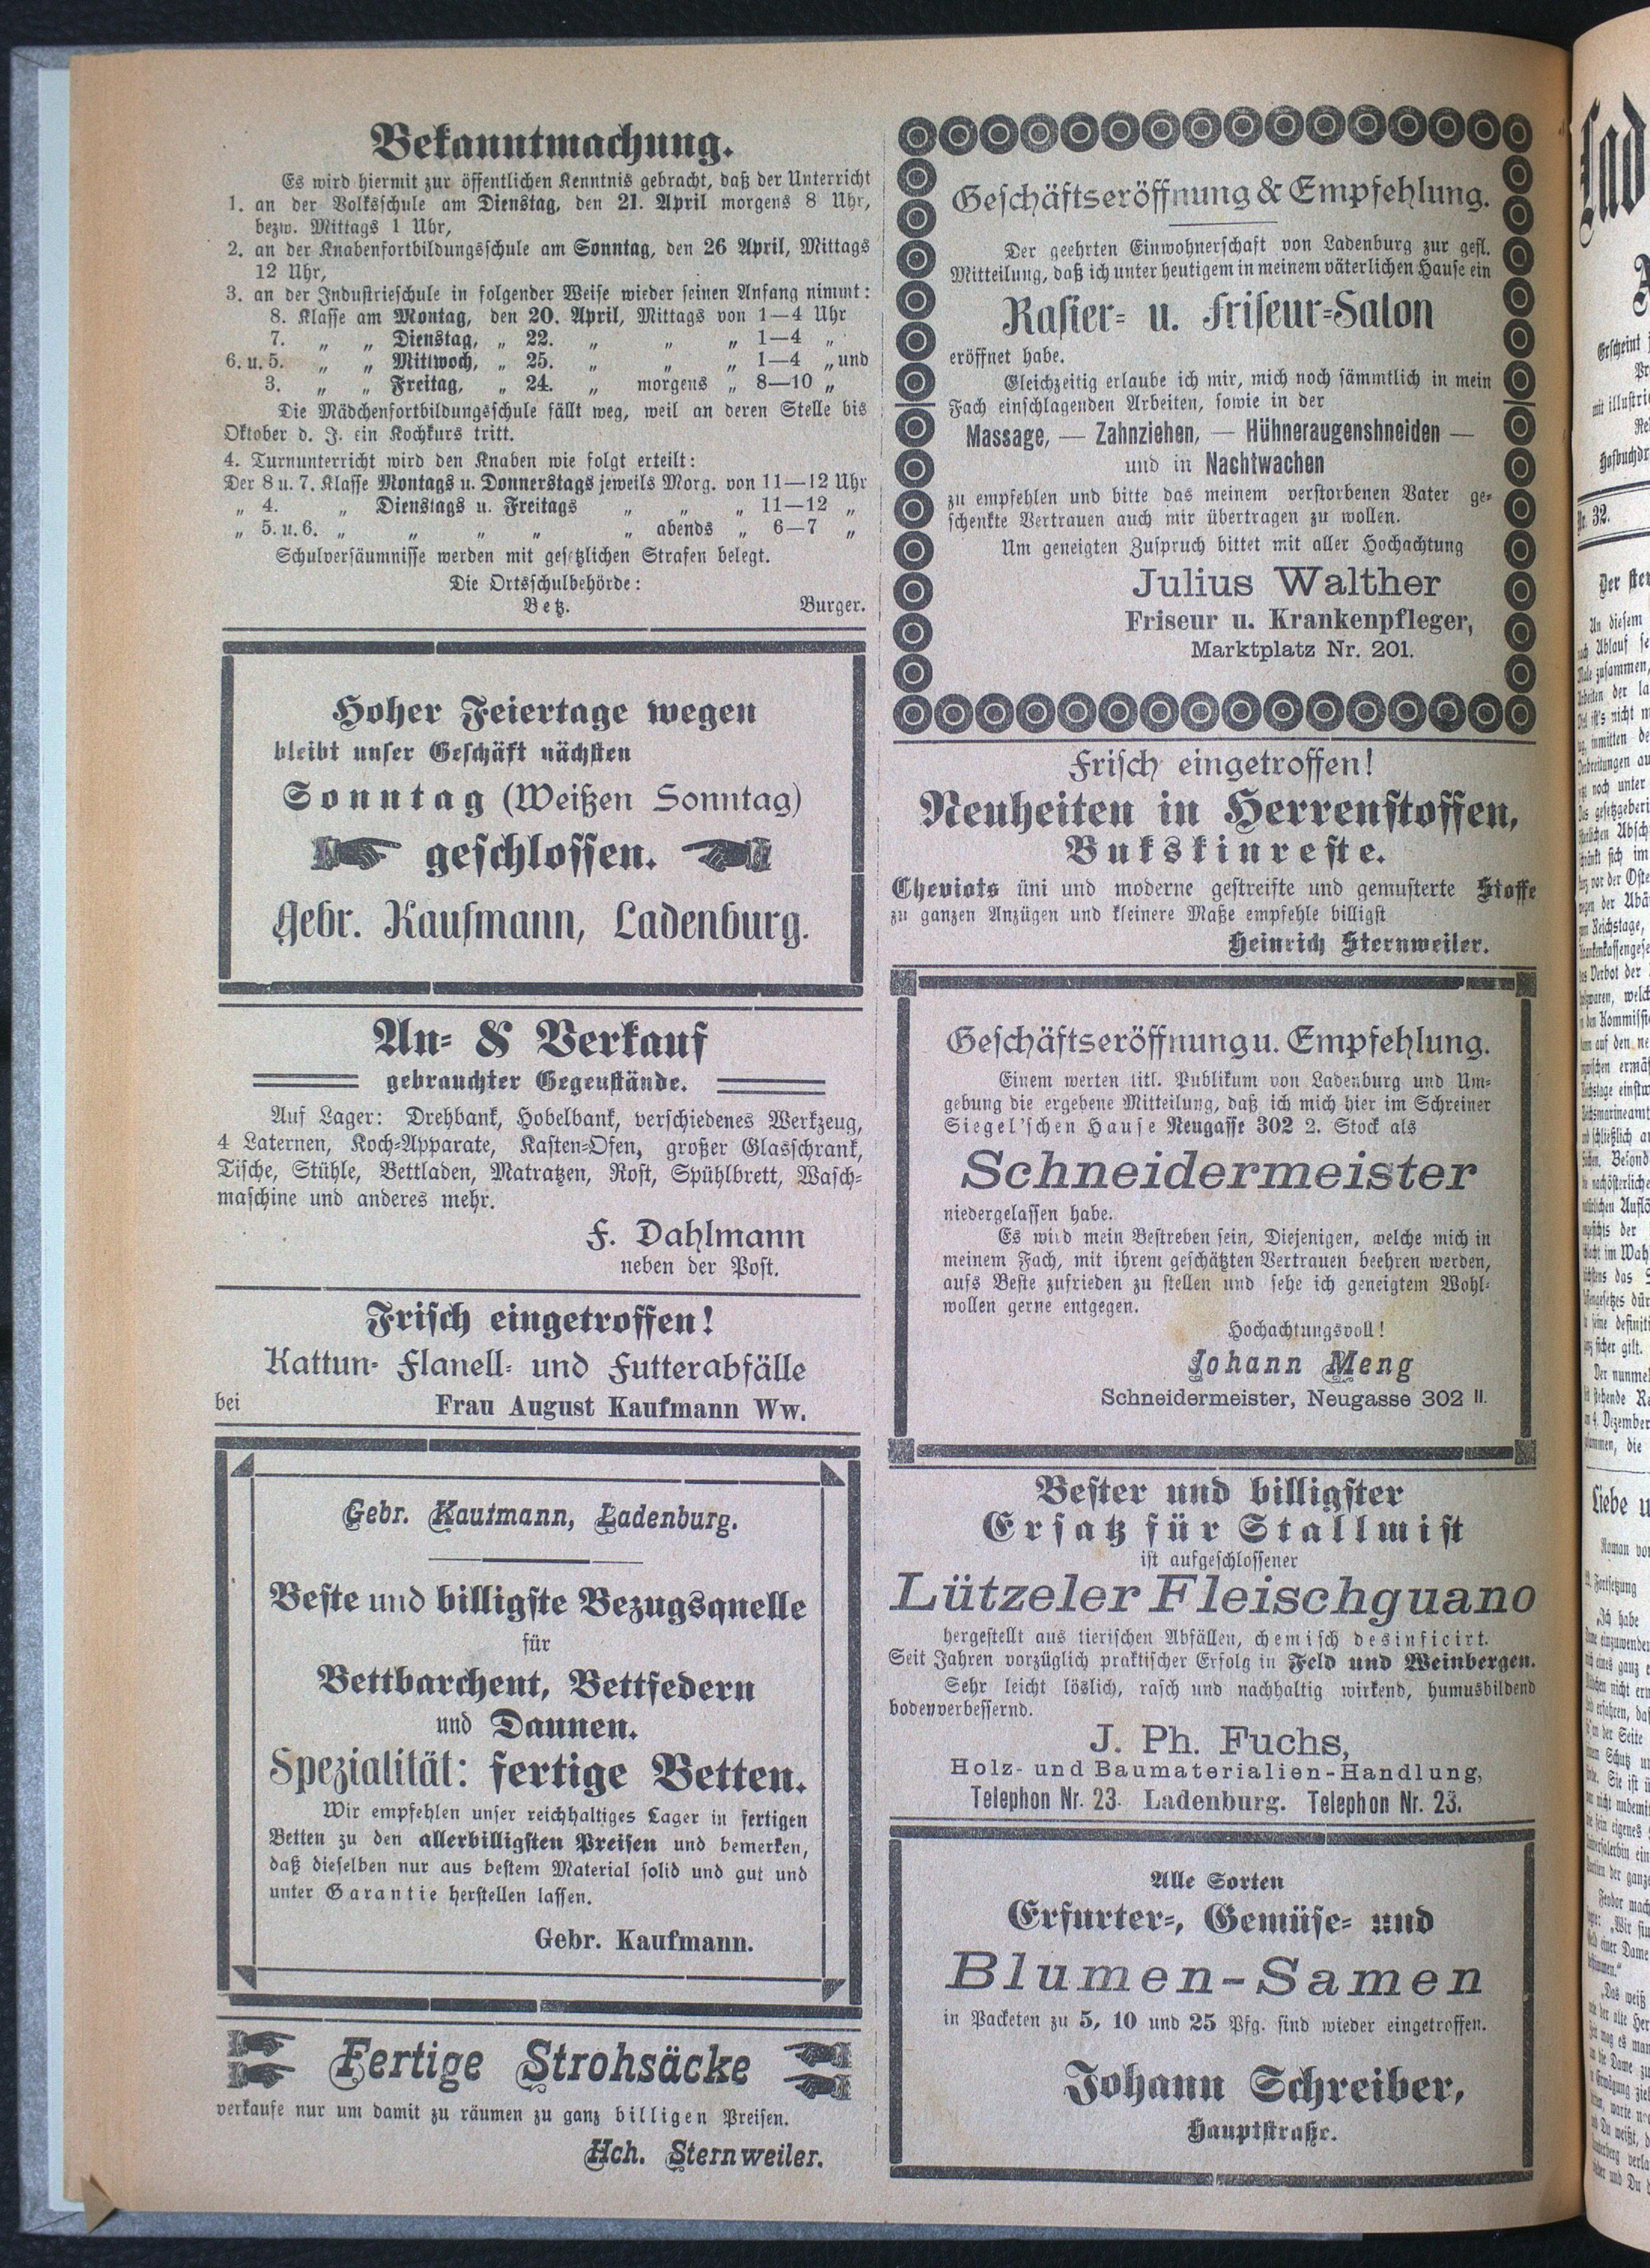 Bekanntmachung.
Es wird hiermit zur öffentlichen Kenntnis gebracht, daß der Unterricht
1. an der Volksschule am Dienstag, den 21. April morgens 8 Uhr,
bezw. Mittags 1 Uhr,
2. an der Knabenfortbildungsschule am Sonntag, den 26 April, Mittags
12 Uhr,
3. an der Industrieschule in folgender Weise wieder seinen Anfang nimmt:
8. Klasse am Montag, den 20. April, Mittags von 1—4 Uhr
7. „ „ Dienstag, „ 22. „ „ „ 1—4 „
6. u. 5. „ „ Mittwoch, „ 25. „ „ „ 1—4 „ und
3. „ „ Freitag, „ 24. „ morgens „ 8—10 „
Die Mädchenfortbildungsschule fällt weg, weil an deren Stelle bis
Oktober d. J. ein Kochkurs tritt.
4. Turnunterricht wird den Knaben wie folgt erteilt:
Der 8 u. 7. Klasse Montags u. Donnerstags jeweils Morg. von 11—12 Uhr
„ 4. „ Dienstags u. Freitags „ „ „ 11—12 „
„ 5. u. 6. „ „ „ „ „ abends „ 6—7 „
Schulversäumnisse werden mit gesetzlichen Strafen belegt.
Die Ortsschulbehörde:
Betz. Burger.
Hoher Feiertage wegen
bleibt unser Geschäft nächsten
Sonntag (Weißen Sonntag)
geschlossen.
Gebr. Kaufmann, Ladenburg.
An- & Verkauf
gebrauchter Gegenstände.
Auf Lager: Drehbank, Hobelbank, verschiedenes Werkzeug,
4 Laternen, Koch-Apparate, Kasten-Ofen, großer Glasschrank,
Tische, Stühle, Bettladen, Matratzen, Rost, Spühlbrett, Wasch-
maschine und anderes mehr.
F. Dahlmann
neben der Post.
Frisch eingetroffen!
Kattun- Flanell- und Futterabfälle
bei Frau August Kaufmann Ww.
Gebr. Kaufmann, Ladenburg.
Beste und billigste Bezugsquelle
für
Bettbarchent, Bettfedern
und Daunen.
Spezialität: fertige Betten.
Wir empfehlen unser reichhaltiges Lager in fertigen
Betten zu den allerbilligsten Preisen und bemerken,
daß dieselben nur aus bestem Material solid und gut und
unter Garantie herstellen lassen.
Gebr. Kaufmann.
Fertige Strohsäcke
verkaufe nur um damit zu räumen zu ganz billigen Preisen.
Hch. Sternweiler.
Geschäftseröffnung & Empfehlung.
Der geehrten Einwohnerschaft von Ladenburg zur gefl.
Mitteilung, daß ich unter heutigem in meinem väterlichen Hause ein
Rasier- u. Friseur-Salon
eröffnet habe.
Gleichzeitig erlaube ich mir, mich noch sämmtlich in mein
Fach einschlagenden Arbeiten, sowie in der
Massage, — Zahnziehen, — Hühneraugenshneiden —
und in Nachtwachen
zu empfehlen und bitte das meinem verstorbenen Vater ge-
schenkte Vertrauen auch mir übertragen zu wollen.
Um geneigten Zuspruch bittet mit aller Hochachtung
Julius Walther
Friseur u. Krankenpfleger,
Marktplatz Nr. 201.
Frisch eingetroffen!
Neuheiten in Herrenstoffen,
Bukskinreste.
Cheviots üni und moderne gestreifte und gemusterte Stoffe
zu ganzen Anzügen und kleinere Maße empfehle billigst
Heinrich Sternweiler.
Geschäftseröffnung u. Empfehlung.
Einem werten titl. Publikum von Ladenburg und Um-
gebung die ergebene Mitteilung, daß ich mich hier im Schreiner
Siegel'schen Hause Neugasse 302 2. Stock als
Schneidermeister
niedergelassen habe.
Es wird mein Bestreben sein, Diejenigen, welche mich in
meinem Fach, mit ihrem geschätzten Vertrauen beehren werden,
aufs Beste zufrieden zu stellen und sehe ich geneigtem Wohl-
wollen gerne entgegen.
Hochachtungsvoll!
Johann Meng
Schneidermeister, Neugasse 302 II.
Bester und billigster
Ersatz für Stallmist
ist aufgeschlossener
Lützeler Fleischguano
hergestellt aus tierischen Abfällen, chemisch desinficirt.
Seit Jahren vorzüglich praktischer Erfolg in Feld und Weinbergen.
Sehr leicht löslich, rasch und nachhaltig wirkend, humusbildend
bodenverbessernd.
J. Ph. Fuchs,
Holz- und Baumaterialien-Handlung,
Telephon Nr. 23. Ladenburg. Telephon Nr. 23.
Alle Sorten
Erfurter-, Gemüse- und
Blumen-Samen
in Packeten zu 5, 10 und 25 Pfg. sind wieder eingetroffen.
Johann Schreiber,
Hauptstraße.